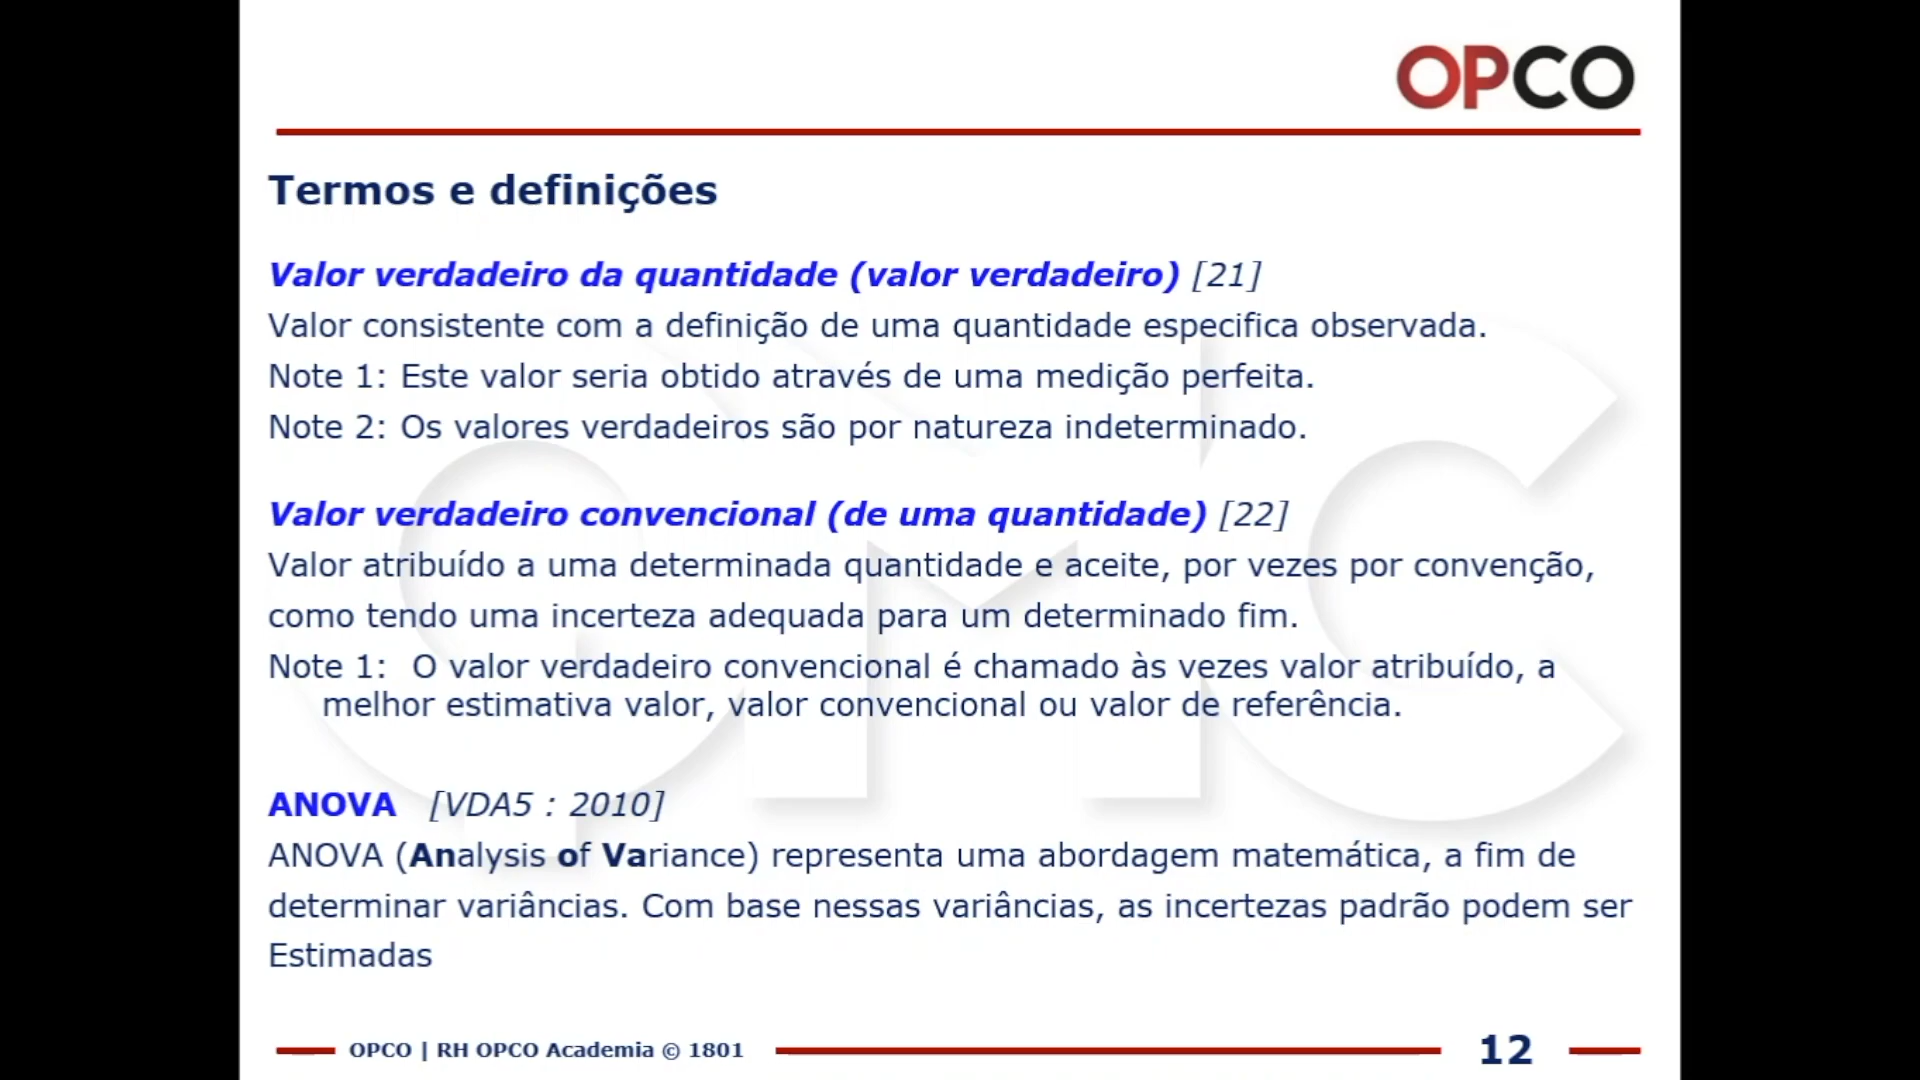 OPCO
Termos e definições
Valor verdadeiro da quantidade (valor verdadeiro) [21]
Valor consistente com a definição de uma quantidade especifica observada.
Note 1: Este valor seria obtido através de uma medição perfeita.
Note 2: Os valores verdadeiros são por natureza indeterminado.
Valor verdadeiro convencional (de uma quantidade) [22]
Valor atribuído a uma determinada quantidade e aceite, por vezes por convenção,
como tendo uma incerteza adequada para um determinado fim.
Note 1: O valor verdadeiro convencional é chamado às vezes valor atribuído, a
melhor estimativa valor, valor convencional ou valor de referência.
ANOVA [VDA5 : 2010]
ANOVA (Analysis of Variance) representa uma abordagem matemática, a fim de
determinar variâncias. Com base nessas variâncias, as incertezas padrão podem ser
Estimadas
OPCO | RH OPCO Academia © 1801
12